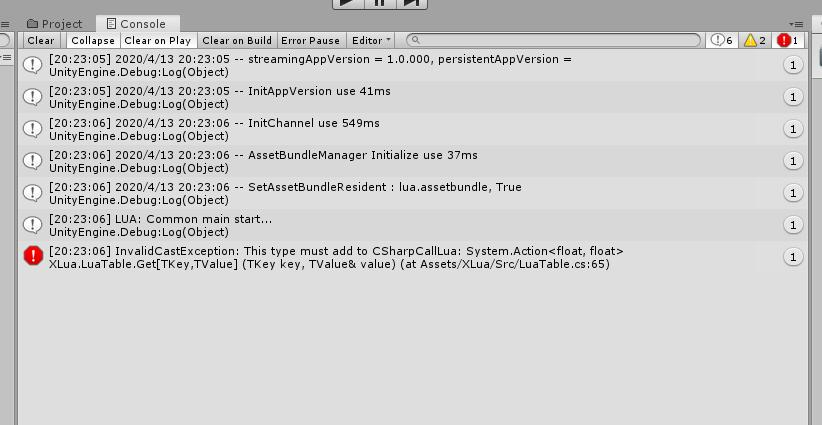 Project
Console
Clear
Collapse
Clear on Play
Clear on Build
Error Pause
Editor
6
2
1
[20:23:05] 2020/4/13 20:23:05 -- streamingAppVersion = 1.0.000, persistentAppVersion =
UnityEngine.Debug:Log(Object)
1
[20:23:05] 2020/4/13 20:23:05 -- InitAppVersion use 41ms
UnityEngine.Debug:Log(Object)
1
[20:23:06] 2020/4/13 20:23:06 -- InitChannel use 549ms
UnityEngine.Debug:Log(Object)
1
[20:23:06] 2020/4/13 20:23:06 -- AssetBundleManager Initialize use 37ms
UnityEngine.Debug:Log(Object)
1
[20:23:06] 2020/4/13 20:23:06 -- SetAssetBundleResident : lua.assetbundle, True
UnityEngine.Debug:Log(Object)
1
[20:23:06] LUA: Common main start...
UnityEngine.Debug:Log(Object)
1
[20:23:06] InvalidCastException: This type must add to CSharpCallLua: System.Action<float, float>
XLua.LuaTable.Get[TKey,TValue] (TKey key, TValue& value) (at Assets/XLua/Src/LuaTable.cs:65)
1